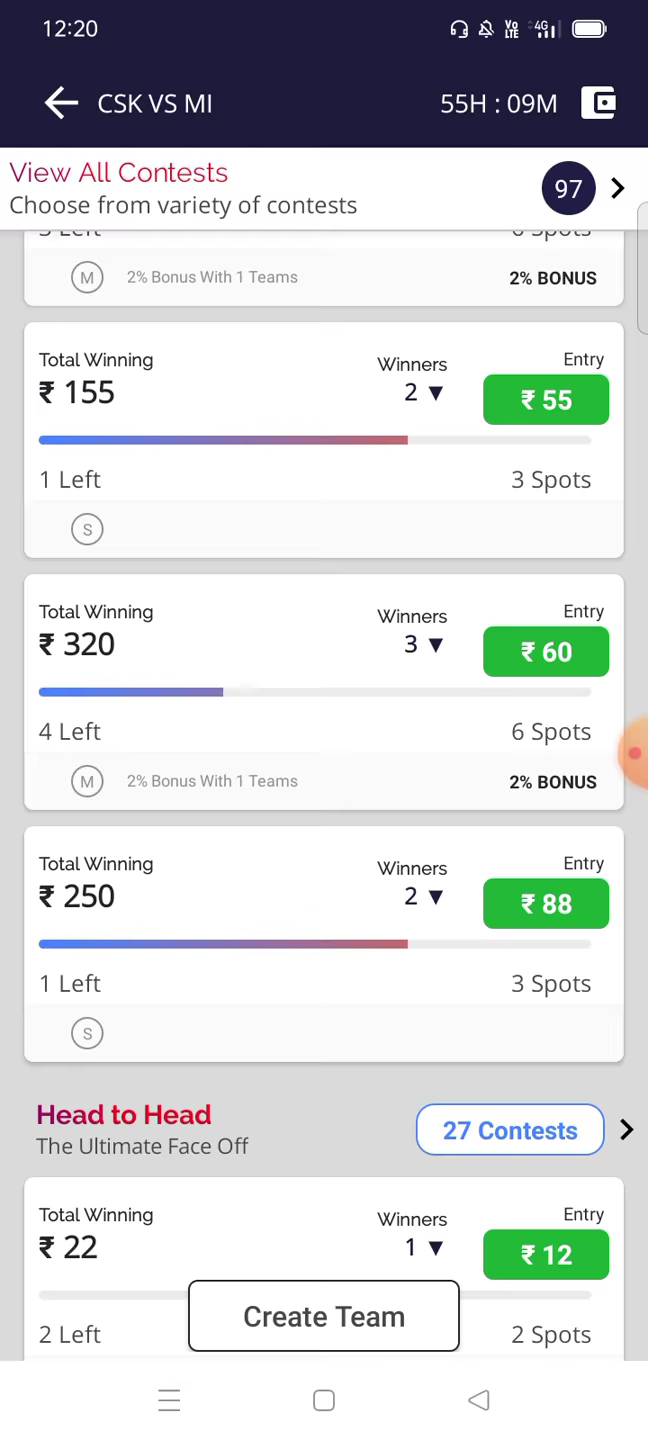 12:20
VO LTE 4G
CSK VS MI
55H : 09M
View All Contests
Choose from variety of contests
97
M
2% Bonus With 1 Teams
2% BONUS
Total Winning
Winners
Entry
₹ 155
2 ▼
₹ 55
1 Left
3 Spots
S
Total Winning
Winners
Entry
₹ 320
3 ▼
₹ 60
4 Left
6 Spots
M
2% Bonus With 1 Teams
2% BONUS
Total Winning
Winners
Entry
₹ 250
2 ▼
₹ 88
1 Left
3 Spots
S
Head to Head
The Ultimate Face Off
27 Contests
Total Winning
Winners
Entry
₹ 22
1 ▼
₹ 12
2 Left
Create Team
2 Spots